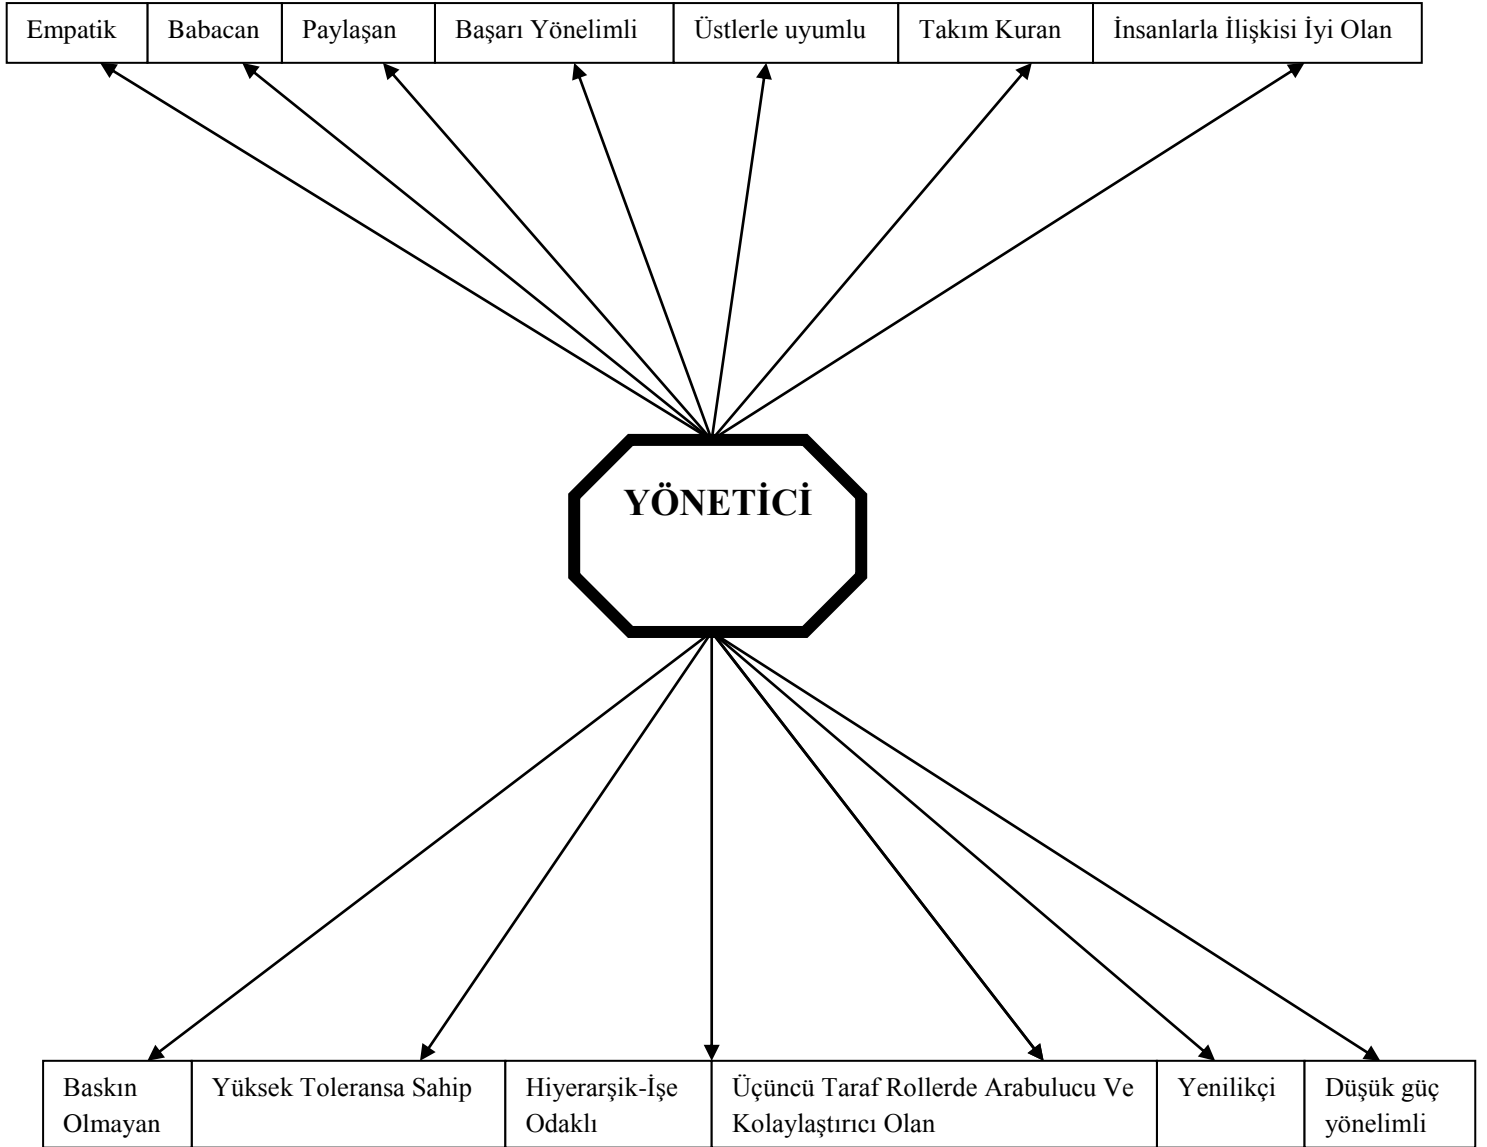 Empatik
Babacan
Paylaşan
Başarı Yönelimli
Üstlerle uyumlu
Takım Kuran
İnsanlarla İlişkisi İyi Olan
YÖNETİCİ
Baskın
Olmayan
Yüksek Toleransa Sahip
Hiyerarşik-İşe
Odaklı
Üçüncü Taraf Rollerde Arabulucu Ve
Kolaylaştırıcı Olan
Yenilikçi
Düşük güç
yönelimli